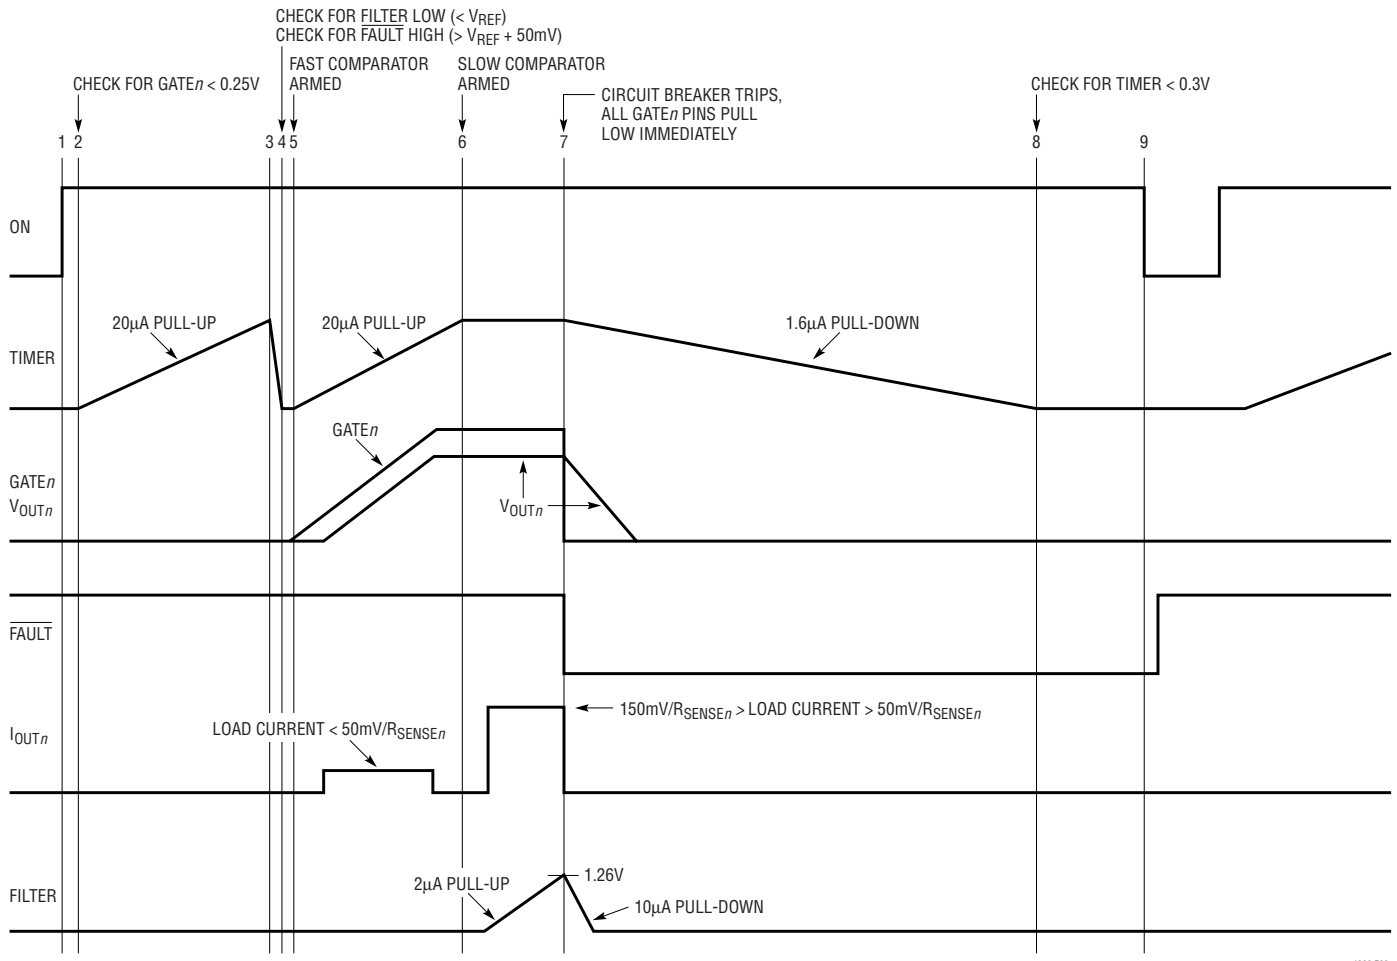 CHECK FOR FILTER LOW (< VREF)
CHECK FOR FAULT HIGH (> VREF + 50mV)
FAST COMPARATOR
ARMED
SLOW COMPARATOR
ARMED
CHECK FOR GATEn < 0.25V
CIRCUIT BREAKER TRIPS,
ALL GATEn PINS PULL
LOW IMMEDIATELY
CHECK FOR TIMER < 0.3V
1 2 3 4 5 6 7 8 9
ON
20µA PULL-UP
20µA PULL-UP
1.6µA PULL-DOWN
TIMER
GATEn
GATEn
VOUTn
VOUTn
FAULT
150mV/RSENSEn > LOAD CURRENT > 50mV/RSENSEn
LOAD CURRENT < 50mV/RSENSEn
IOUTn
1.26V
2µA PULL-UP
FILTER
10µA PULL-DOWN